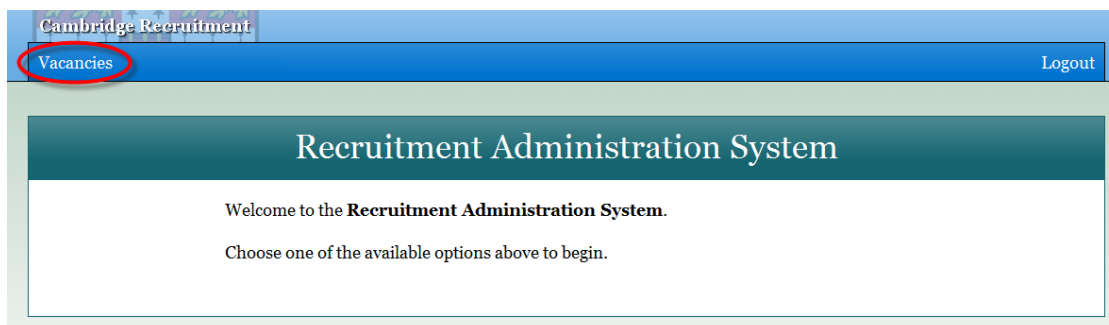 Cambridge Recruitment
Vacancies Logout
Recruitment Administration System
Welcome to the Recruitment Administration System.
Choose one of the available options above to begin.